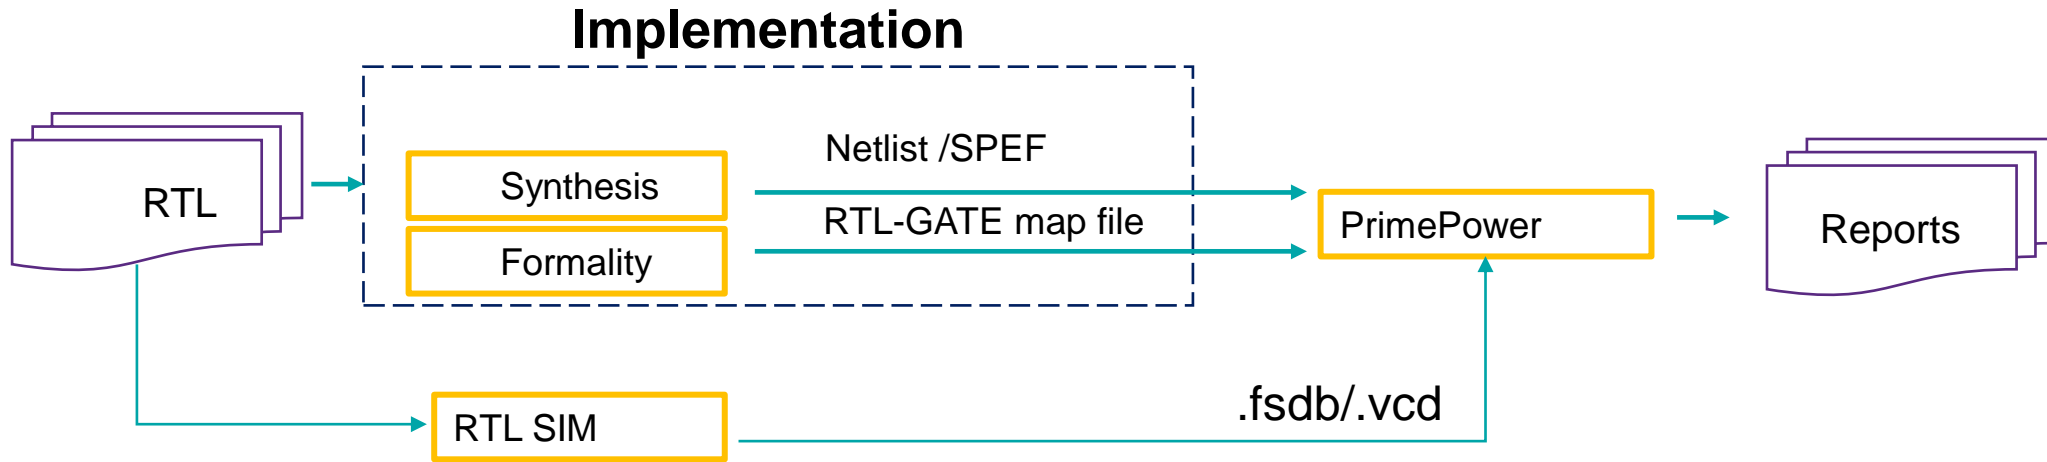 Implementation
RTL
Synthesis
Formality
Netlist /SPEF
RTL-GATE map file
PrimePower
Reports
RTL SIM
.fsdb/.vcd